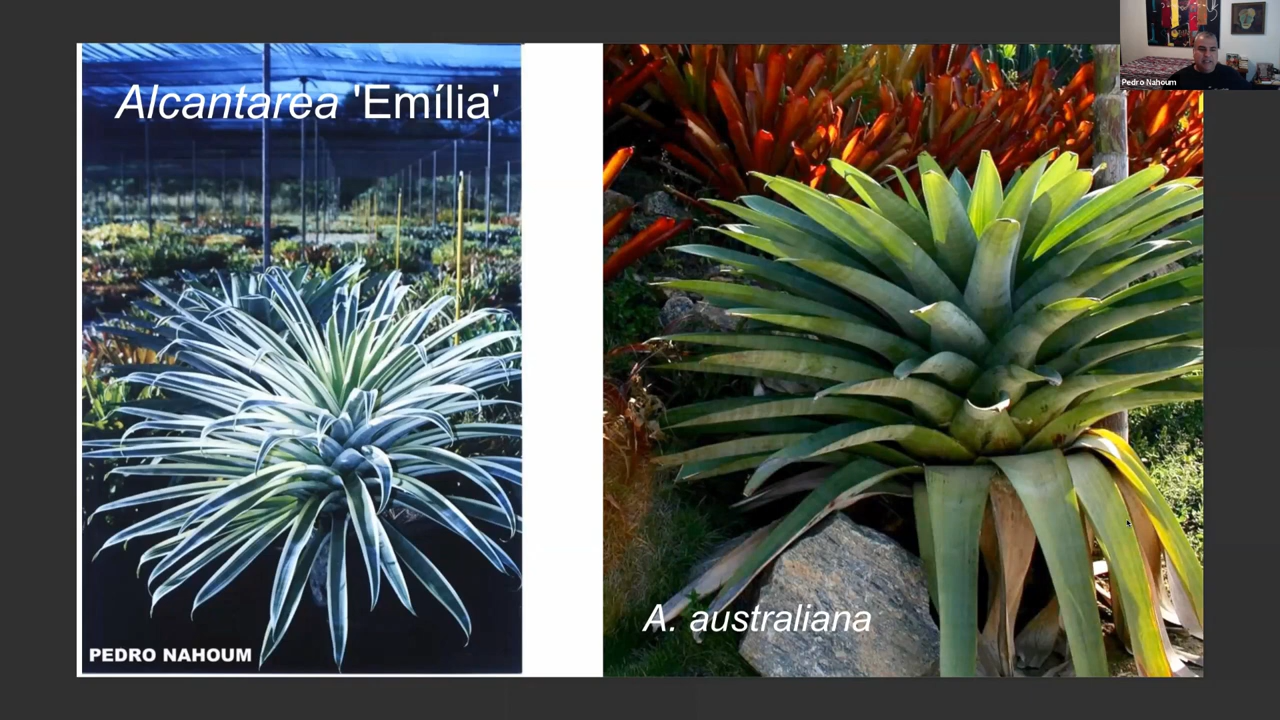 Pedro Nahoum
Alcantarea 'Emília'
A. australiana
PEDRO NAHOUM